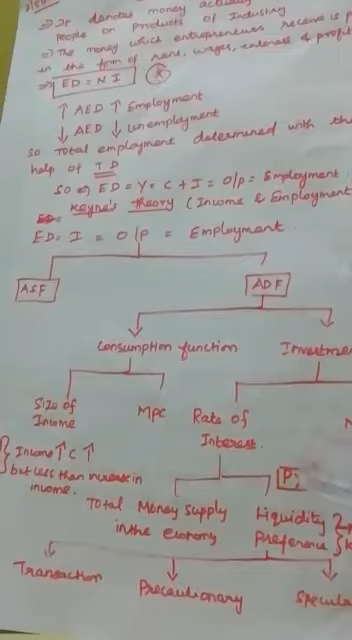 =) It denotes money actually
people on products of Industry
=) The money which entrepreneurs receive is p
in the form of rent, wages, interest & profit
=) ED = NI
↑ AED ↑ Employment
↓ AED ↓ unemployment
So Total employment determined with the
help of TD
So =) ED = Y = C + I = O/p = Employment
Keyne's theory (Income & Employment
ED = I = O/p = Employment
ASF ADF
Consumption function Investmen
Size of Income MPC Rate of Interest
{ Income ↑ C ↑
but less than increase in
income.
Total Money supply
in the economy
Liquidity
Preference
Transaction Precautionary Specula